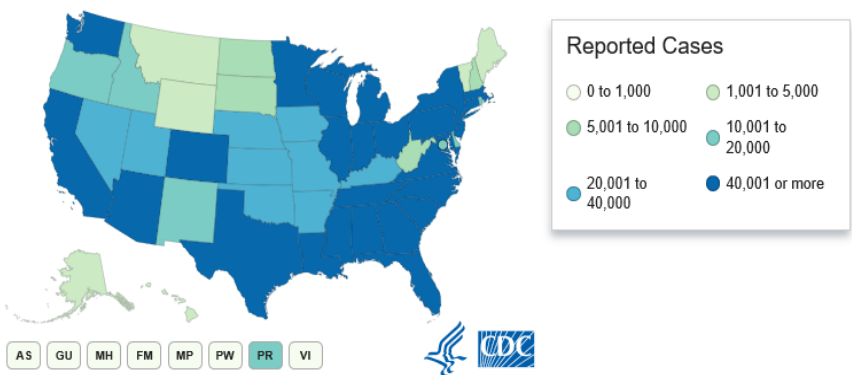 Reported Cases
0 to 1,000
1,001 to 5,000
5,001 to 10,000
10,001 to
20,000
20,001 to
40,000
40,001 or more
AS GU MH FM MP PW PR VI
CDC